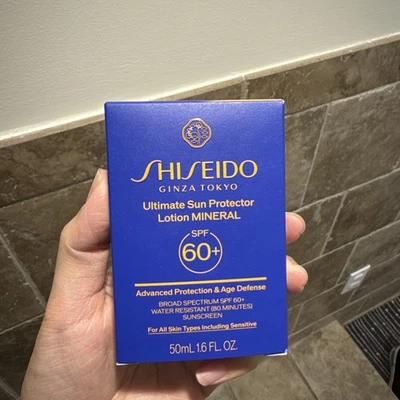 SHISEIDO
GINZA TOKYO
Ultimate Sun Protector
Lotion MINERAL
SPF
60+
Advanced Protection & Age Defense
BROAD SPECTRUM SPF 60+
WATER RESISTANT (80 MINUTES)
SUNSCREEN
For All Skin Types Including Sensitive
50mL 1.6 FL. OZ.